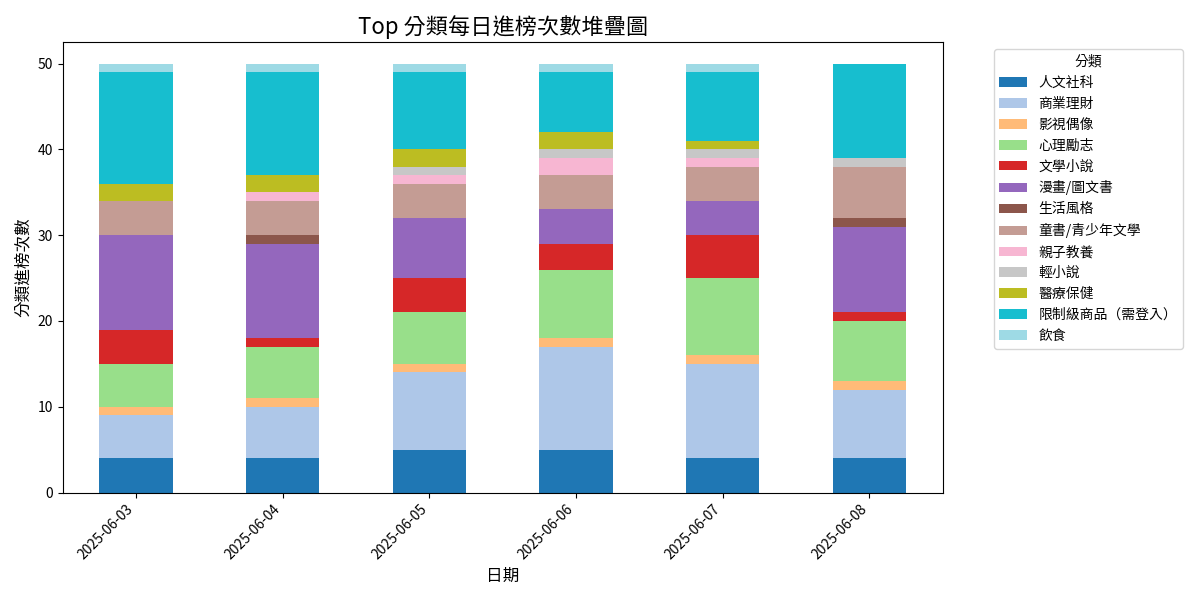 Top 分類每日進榜次數堆疊圖
分類進榜次數
50
40
30
20
10
0
2025-06-03
2025-06-04
2025-06-05
2025-06-06
2025-06-07
2025-06-08
日期
分類
人文社科
商業理財
影視偶像
心理勵志
文學小說
漫畫/圖文書
生活風格
童書/青少年文學
親子教養
輕小說
醫療保健
限制級商品（需登入）
飲食